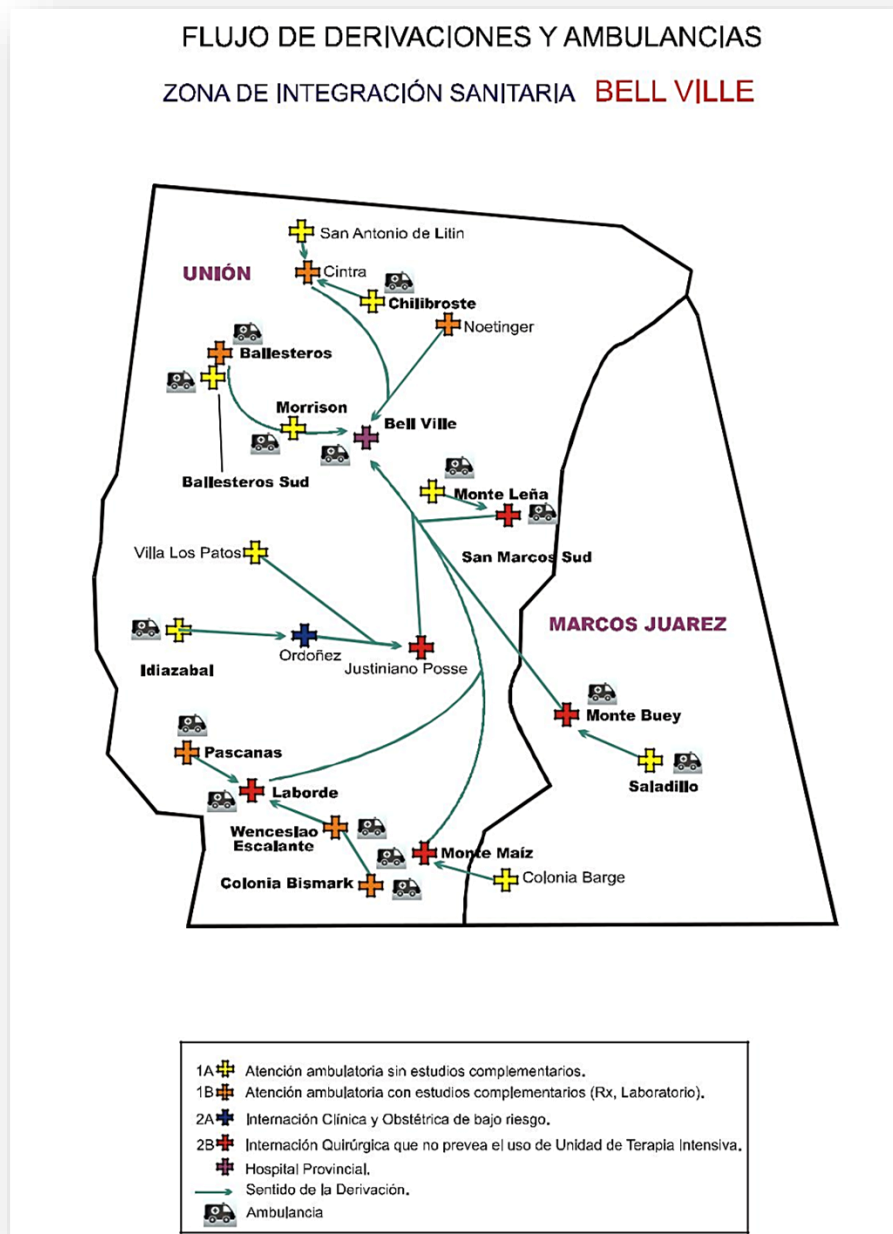 FLUJO DE DERIVACIONES Y AMBULANCIAS
ZONA DE INTEGRACIÓN SANITARIA BELL VILLE
San Antonio de Litin
UNIÓN
Cintra
Chilibroste
Noetinger
Ballesteros
Morrison
Bell Ville
Ballesteros Sud
Monte Leña
San Marcos Sud
Villa Los Patos
MARCOS JUAREZ
Idiazabal
Ordoñez
Justiniano Posse
Monte Buey
Pascanas
Saladillo
Laborde
Wenceslao
Escalante
Monte Maíz
Colonia Bismark
Colonia Barge
1A Atención ambulatoria sin estudios complementarios.
1B Atención ambulatoria con estudios complementarios (Rx, Laboratorio).
2A Internación Clínica y Obstétrica de bajo riesgo.
2B Internación Quirúrgica que no prevea el uso de Unidad de Terapia Intensiva.
Hospital Provincial.
Sentido de la Derivación.
Ambulancia